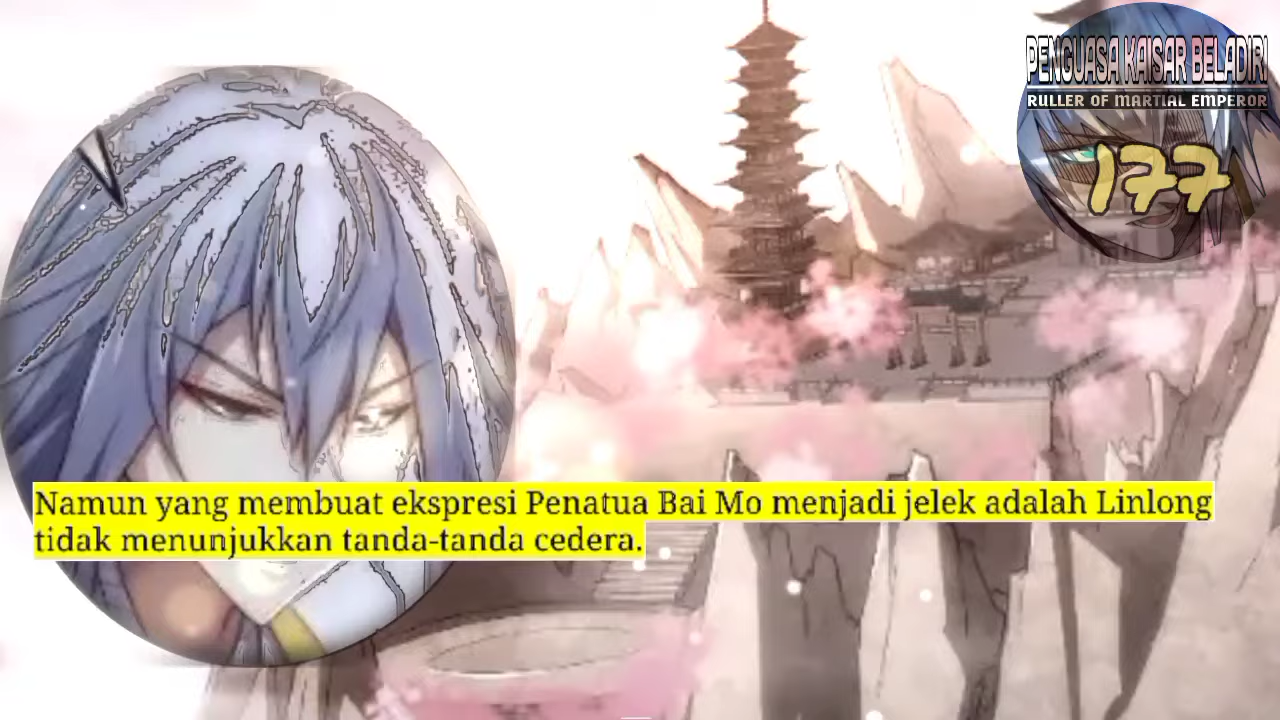 PENGUASA KAISAR BELADIRI
RULLER OF MARTIAL EMPEROR
177
Namun yang membuat ekspresi Penatua Bai Mo menjadi jelek adalah Linlong
tidak menunjukkan tanda-tanda cedera.